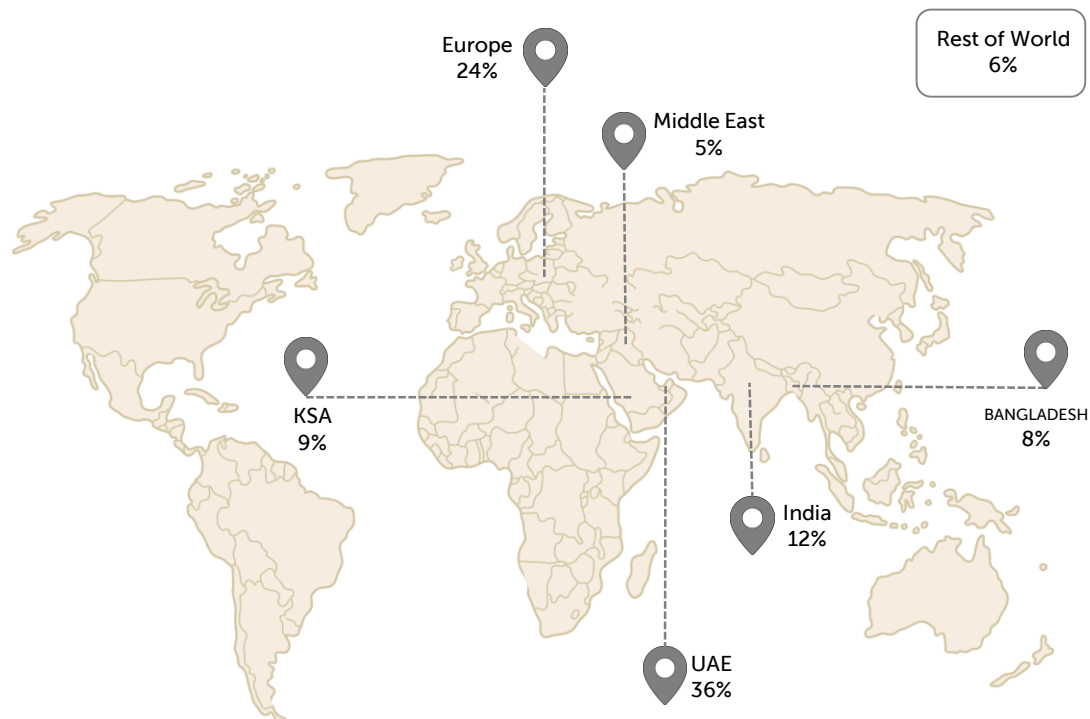 Rest of World
6%
Europe
24%
Middle East
5%
KSA
9%
BANGLADESH
8%
India
12%
UAE
36%